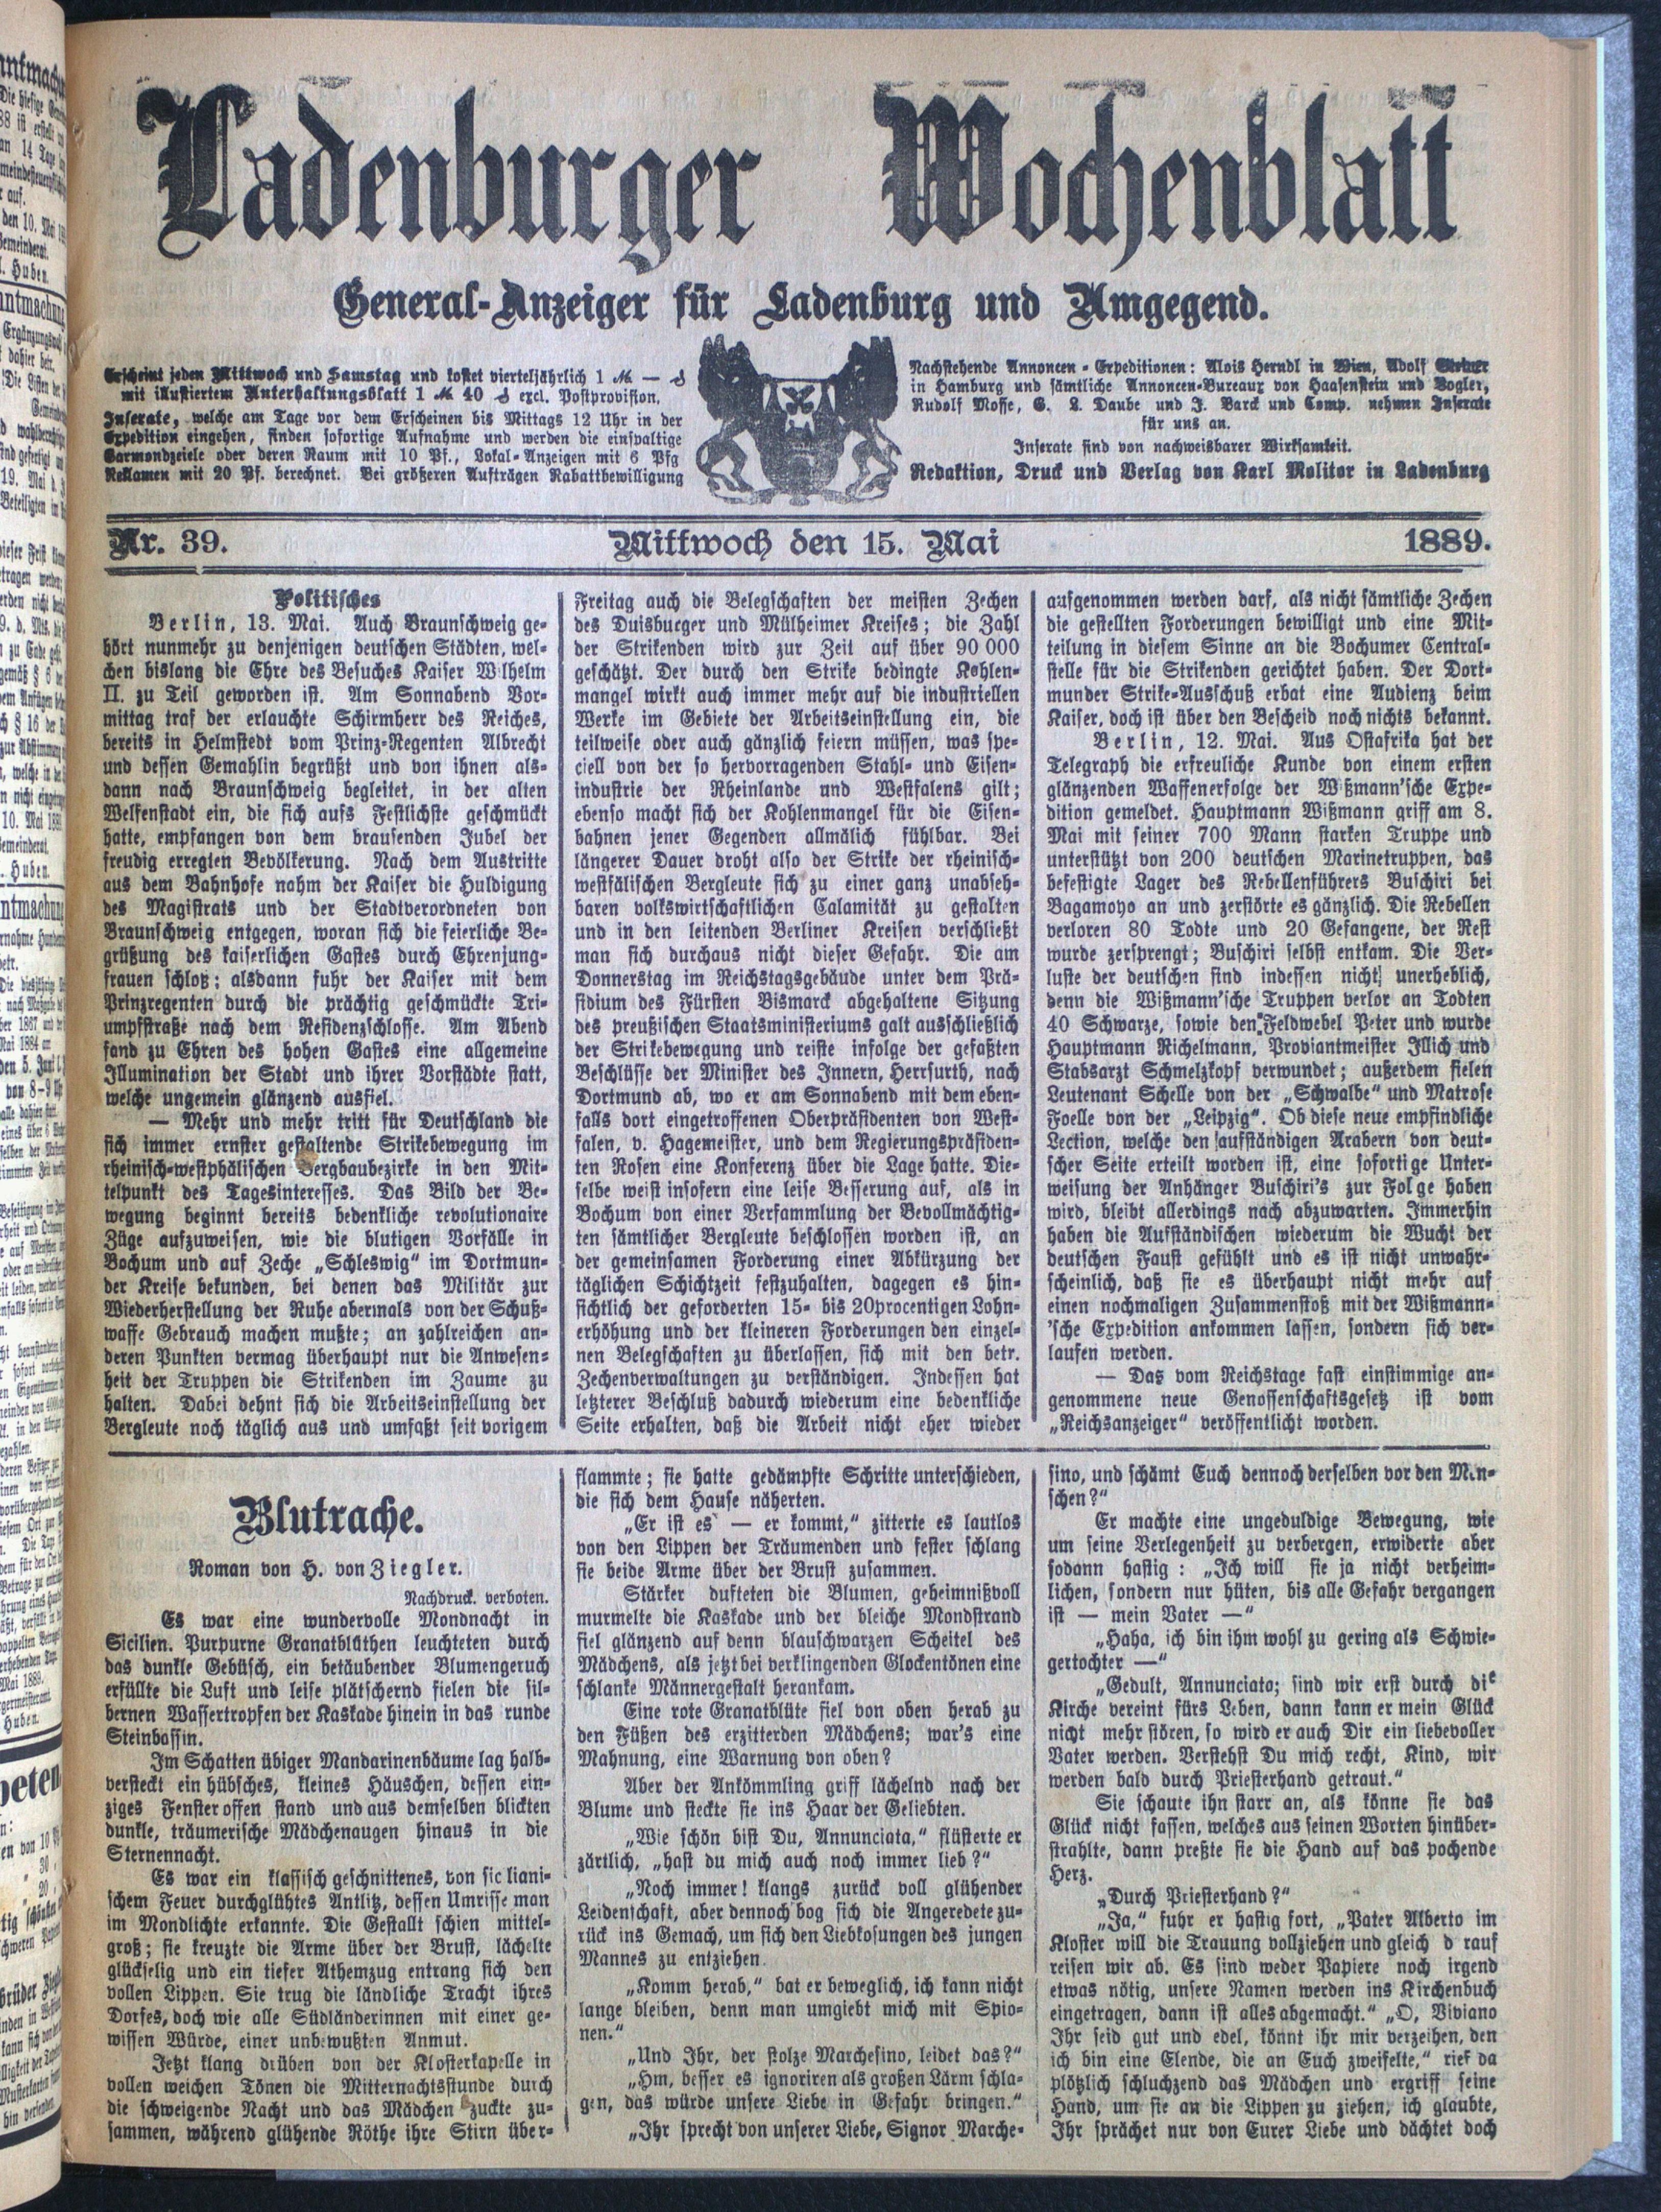 Ladenburger Wochenblatt
General-Anzeiger für Ladenburg und Umgegend.
Erscheint jeden Mittwoch und Samstag und kostet vierteljährlich 1 ℳ — ₰
mit illustriertem Unterhaltungsblatt 1 ℳ 40 ₰ excl. Postprovision.
Inserate, welche am Tage vor dem Erscheinen bis Mittags 12 Uhr in der
Expedition eingehen, finden sofortige Aufnahme und werden die einspaltige
Garmondzeile oder deren Raum mit 10 Pf., Lokal-Anzeigen mit 6 Pfg
Reklamen mit 20 Pf. berechnet. Bei größeren Aufträgen Rabattbewilligung
Nachstehende Annoncen-Expeditionen: Alois Herndl in Wien, Adolf Steiner
in Hamburg und sämtliche Annoncen-Bureaux von Haasenstein und Vogler,
Rudolf Mosse, G. L. Daube und J. Barck und Comp. nehmen Inserate
für uns an.
Inserate sind von nachweisbarer Wirksamkeit.
Redaktion, Druck und Verlag von Karl Molitor in Ladenburg
Nr. 39. Mittwoch den 15. Mai 1889.
Politisches
Berlin, 13. Mai. Auch Braunschweig ge-
hört nunmehr zu denjenigen deutschen Städten, wel-
chen bislang die Ehre des Besuches Kaiser Wilhelm
II. zu Teil geworden ist. Am Sonnabend Vor-
mittag traf der erlauchte Schirmherr des Reiches,
bereits in Helmstedt vom Prinz-Regenten Albrecht
und dessen Gemahlin begrüßt und von ihnen als-
dann nach Braunschweig begleitet, in der alten
Welfenstadt ein, die sich aufs Festlichste geschmückt
hatte, empfangen von dem brausenden Jubel der
freudig erregten Bevölkerung. Nach dem Austritte
aus dem Bahnhofe nahm der Kaiser die Huldigung
des Magistrats und der Stadtverordneten von
Braunschweig entgegen, woran sich die feierliche Be-
grüßung des kaiserlichen Gastes durch Ehrenjung-
frauen schloß; alsdann fuhr der Kaiser mit dem
Prinzregenten durch die prächtig geschmückte Tri-
umpfstraße nach dem Residenzschlosse. Am Abend
fand zu Ehren des hohen Gastes eine allgemeine
Illumination der Stadt und ihrer Vorstädte statt,
welche ungemein glänzend ausfiel.
— Mehr und mehr tritt für Deutschland die
sich immer ernster gestaltende Strikebewegung im
rheinisch-westphälischen Bergbaubezirke in den Mit-
telpunkt des Tagesinteresses. Das Bild der Be-
wegung beginnt bereits bedenkliche revolutionaire
Züge aufzuweisen, wie die blutigen Vorfälle in
Bochum und auf Zeche „Schleswig“ im Dortmun-
der Kreise bekunden, bei denen das Militär zur
Wiederherstellung der Ruhe abermals von der Schuß-
waffe Gebrauch machen mußte; an zahlreichen an-
deren Punkten vermag überhaupt nur die Anwesen-
heit der Truppen die Strikenden im Zaume zu
halten. Dabei dehnt sich die Arbeitseinstellung der
Bergleute noch täglich aus und umfaßt seit vorigem
Freitag auch die Belegschaften der meisten Zechen
des Duisburger und Mülheimer Kreises; die Zahl
der Strikenden wird zur Zeit auf über 90 000
geschätzt. Der durch den Strike bedingte Kohlen-
mangel wirkt auch immer mehr auf die industriellen
Werke im Gebiete der Arbeitseinstellung ein, die
teilweise oder auch gänzlich feiern müssen, was spe-
ciell von der so hervorragenden Stahl- und Eisen-
industrie der Rheinlande und Westfalens gilt;
ebenso macht sich der Kohlenmangel für die Eisen-
bahnen jener Gegenden allmälich fühlbar. Bei
längerer Dauer droht also der Strike der rheinisch-
westfälischen Bergleute sich zu einer ganz unabseh-
baren volkswirtschaftlichen Calamität zu gestalten
und in den leitenden Berliner Kreisen verschließt
man sich durchaus nicht dieser Gefahr. Die am
Donnerstag im Reichstagsgebäude unter dem Prä-
sidium des Fürsten Bismarck abgehaltene Sitzung
des preußischen Staatsministeriums galt ausschließlich
der Strikebewegung und reiste infolge der gefaßten
Beschlüsse der Minister des Innern, Herrfurth, nach
Dortmund ab, wo er am Sonnabend mit dem eben-
falls dort eingetroffenen Oberpräsidenten von West-
falen, v. Hagemeister, und dem Regierungspräsiden-
ten Rosen eine Konferenz über die Lage hatte. Die-
selbe weist insofern eine leise Besserung auf, als in
Bochum von einer Versammlung der Bevollmächtig-
ten sämtlicher Bergleute beschlossen worden ist, an
der gemeinsamen Forderung einer Abkürzung der
täglichen Schichtzeit festzuhalten, dagegen es hin-
sichtlich der geforderten 15- bis 20procentigen Lohn-
erhöhung und der kleineren Forderungen den einzel-
nen Belegschaften zu überlassen, sich mit den betr.
Zechenverwaltungen zu verständigen. Indessen hat
letzterer Beschluß dadurch wiederum eine bedenkliche
Seite erhalten, daß die Arbeit nicht eher wieder
aufgenommen werden darf, als nicht sämtliche Zechen
die gestellten Forderungen bewilligt und eine Mit-
teilung in diesem Sinne an die Bochumer Central-
stelle für die Strikenden gerichtet haben. Der Dort-
munder Strike-Ausschuß erbat eine Audienz beim
Kaiser, doch ist über den Bescheid noch nichts bekannt.
Berlin, 12. Mai. Aus Ostafrika hat der
Telegraph die erfreuliche Kunde von einem ersten
glänzenden Waffenerfolge der Wißmann'sche Expe-
dition gemeldet. Hauptmann Wißmann griff am 8.
Mai mit seiner 700 Mann starken Truppe und
unterstützt von 200 deutschen Marinetruppen, das
befestigte Lager des Rebellenführers Buschiri bei
Bagamoyo an und zerstörte es gänzlich. Die Rebellen
verloren 80 Todte und 20 Gefangene, der Rest
wurde zersprengt; Buschiri selbst entkam. Die Ver-
luste der deutschen sind indessen nicht unerheblich,
denn die Wißmann'sche Truppen verlor an Todten
40 Schwarze, sowie den Feldwebel Peter und wurde
Hauptmann Richelmann, Proviantmeister Illich und
Stabsarzt Schmelzkopf verwundet; außerdem fielen
Leutenant Schelle von der „Schwalbe“ und Matrose
Foelle von der „Leipzig“. Ob diese neue empfindliche
Lection, welche den aufständigen Arabern von deut-
scher Seite erteilt worden ist, eine sofortige Unter-
weisung der Anhänger Buschiri's zur Folge haben
wird, bleibt allerdings nach abzuwarten. Immerhin
haben die Aufständischen wiederum die Wucht der
deutschen Faust gefühlt und es ist nicht unwahr-
scheinlich, daß sie es überhaupt nicht mehr auf
einen nochmaligen Zusammenstoß mit der Wißmann-
'sche Expedition ankommen lassen, sondern sich ver-
laufen werden.
— Das vom Reichstage fast einstimmige an-
genommene neue Genossenschaftsgesetz ist vom
„Reichsanzeiger“ veröffentlicht worden.
Blutrache.
Roman von H. von Ziegler.
Nachdruck. verboten.
Es war eine wundervolle Mondnacht in
Sicilien. Purpurne Granatblüthen leuchteten durch
das dunkle Gebüsch, ein betäubender Blumengeruch
erfüllte die Luft und leise plätschernd fielen die sil-
bernen Wassertropfen der Kaskade hinein in das runde
Steinbassin.
Im Schatten übiger Mandarinenbäume lag halb-
versteckt ein hübsches, kleines Häuschen, dessen ein-
ziges Fenster offen stand und aus demselben blickten
dunkle, träumerische Mädchenaugen hinaus in die
Sternennacht.
Es war ein klassisch geschnittenes, von sic liani-
schem Feuer durchglühtes Antlitz, dessen Umrisse man
im Mondlichte erkannte. Die Gestallt schien mittel-
groß; sie kreuzte die Arme über der Brust, lächelte
glückselig und ein tiefer Athemzug entrang sich den
vollen Lippen. Sie trug die ländliche Tracht ihres
Dorfes, doch wie alle Südländerinnen mit einer ge-
wissen Würde, einer unbewußten Anmut.
Jetzt klang drüben von der Klosterkapelle in
vollen weichen Tönen die Mitternachtsstunde durch
die schweigende Nacht und das Mädchen zuckte zu-
sammen, während glühende Röthe ihre Stirn über-
flammte; sie hatte gedämpfte Schritte unterschieden,
die sich dem Hause näherten.
„Er ist es — er kommt,“ zitterte es lautlos
von den Lippen der Träumenden und fester schlang
sie beide Arme über der Brust zusammen.
Stärker dufteten die Blumen, geheimnißvoll
murmelte die Kaskade und der bleiche Mondstrand
fiel glänzend auf denn blauschwarzen Scheitel des
Mädchens, als jetzt bei verklingenden Glockentönen eine
schlanke Männergestalt herankam.
Eine rote Granatblüte fiel von oben herab zu
den Füßen des erzitterden Mädchens; war's eine
Mahnung, eine Warnung von oben?
Aber der Ankömmling griff lächelnd nach der
Blume und steckte sie ins Haar der Geliebten.
„Wie schön bist Du, Annunciata,“ flüsterte er
zärtlich, „hast du mich auch noch immer lieb?“
„Noch immer! klangs zurück voll glühender
Leidenschaft, aber dennoch bog sich die Angeredete zu-
rück ins Gemach, um sich den Liebkosungen des jungen
Mannes zu entziehen.
„Komm herab,“ bat er beweglich, ich kann nicht
lange bleiben, denn man umgiebt mich mit Spio-
nen.“
„Und Ihr, der stolze Marchesino, leidet das?“
„Hm, besser es ignoriren als großen Lärm schla-
gen, das würde unsere Liebe in Gefahr bringen.“
„Ihr sprecht von unserer Liebe, Signor Marche-
sino, und schämt Euch dennoch derselben vor den Men-
schen?“
Er machte eine ungeduldige Bewegung, wie
um seine Verlegenheit zu verbergen, erwiderte aber
sodann hastig: „Ich will sie ja nicht verheim-
lichen, sondern nur hüten, bis alle Gefahr vergangen
ist — mein Vater —“
„Haha, ich bin ihm wohl zu gering als Schwie-
gertochter —“
„Gedult, Annunciata; sind wir erst durch die
Kirche vereint fürs Leben, dann kann er mein Glück
nicht mehr stören, so wird er auch Dir ein liebevoller
Vater werden. Verstehst Du mich recht, Kind, wir
werden bald durch Priesterhand getraut.“
Sie schaute ihn starr an, als könne sie das
Glück nicht fassen, welches aus seinen Worten hinüber-
strahlte, dann preßte sie die Hand auf das pochende
Herz.
„Durch Priesterhand?“
„Ja,“ fuhr er hastig fort, „Pater Alberto im
Kloster will die Trauung vollziehen und gleich d rauf
reisen wir ab. Es sind weder Papiere noch irgend
etwas nötig, unsere Namen werden ins Kirchenbuch
eingetragen, dann ist alles abgemacht.“ „O, Viviano
Ihr seid gut und edel, könnt ihr mir verzeihen, den
ich bin eine Elende, die an Euch zweifelte,“ rief da
plötzlich schluchzend das Mädchen und ergriff seine
Hand, um sie an die Lippen zu ziehen, ich glaubte,
Ihr sprächet nur von Eurer Liebe und dächtet doch